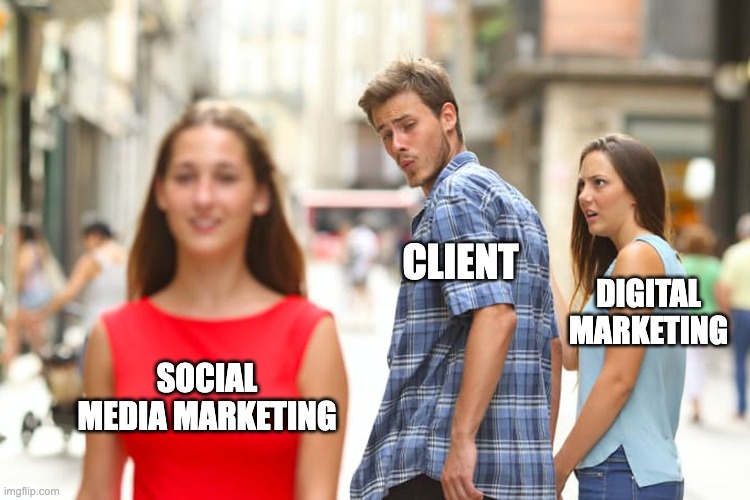 CLIENT
DIGITAL
MARKETING
SOCIAL
MEDIA MARKETING
imgflip.com